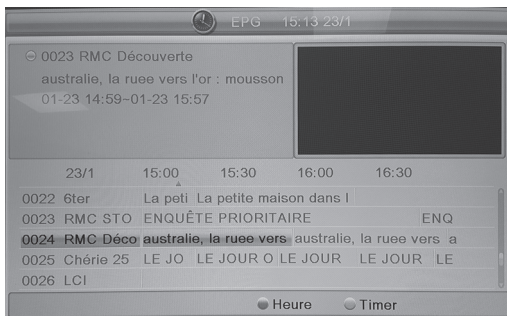 EPG 15:13 23/1
0023 RMC Découverte
australie, la ruee vers l'or : mousson
01-23 14:59~01-23 15:57
23/1 15:00 15:30 16:00 16:30
0022 6ter La peti La petite maison dans l
0023 RMC STO ENQUÊTE PRIORITAIRE ENQ
0024 RMC Déco australie, la ruee vers australie, la ruee vers a
0025 Chérie 25 LE JO LE JOUR O LE JOUR LE JOUR LE
0026 LCI
Heure Timer